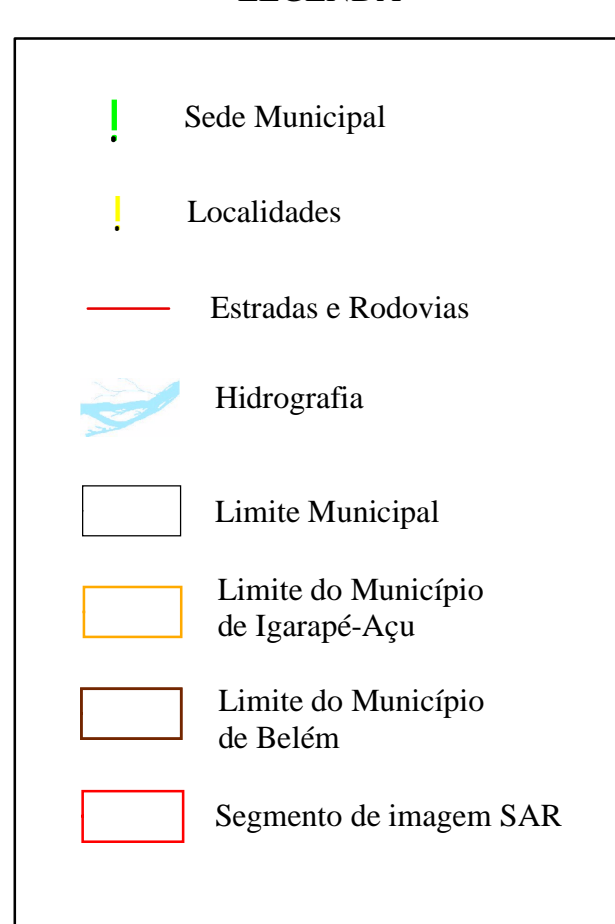 LEGENDA
Sede Municipal
Localidades
Estradas e Rodovias
Hidrografia
Limite Municipal
Limite do Município
de Igarapé-Açu
Limite do Município
de Belém
Segmento de imagem SAR